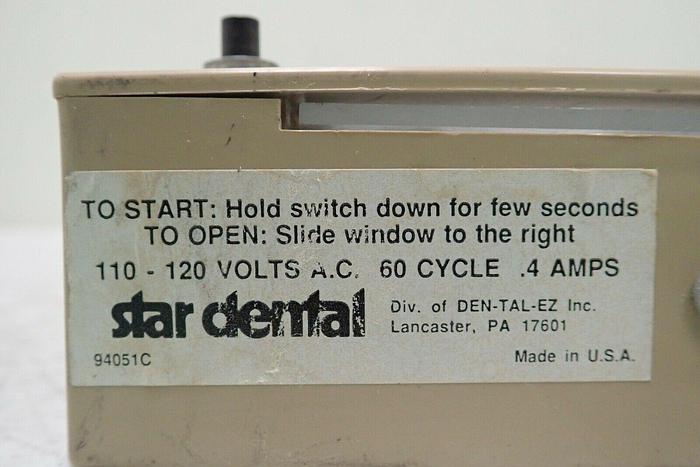 TO START: Hold switch down for few seconds
TO OPEN: Slide window to the right
110 - 120 VOLTS A.C. 60 CYCLE .4 AMPS
star dental
Div. of DEN-TAL-EZ Inc.
Lancaster, PA 17601
94051C
Made in U.S.A.